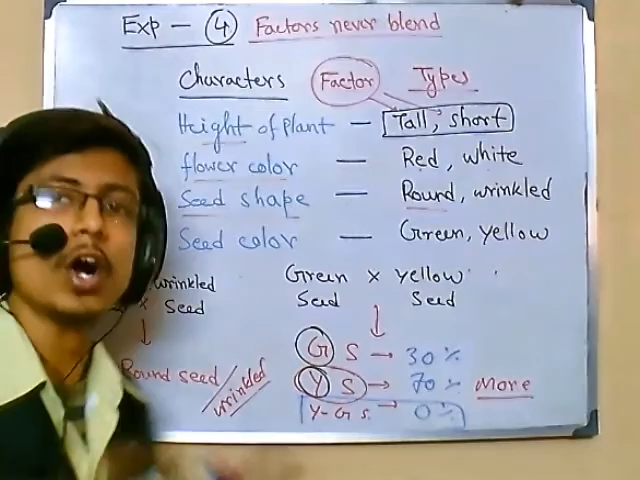 Exp - 4 Factors never blend
Characters Factor Types
Height of plant - Tall, short
flower color - Red, white
Seed shape - Round, wrinkled
Seed color - Green, yellow
wrinkled
× Seed
↓
Round seed / wrinkled
Green × yellow
Seed Seed
↓
G S → 30%
Y S → 70% More
Y-G S. → 0%